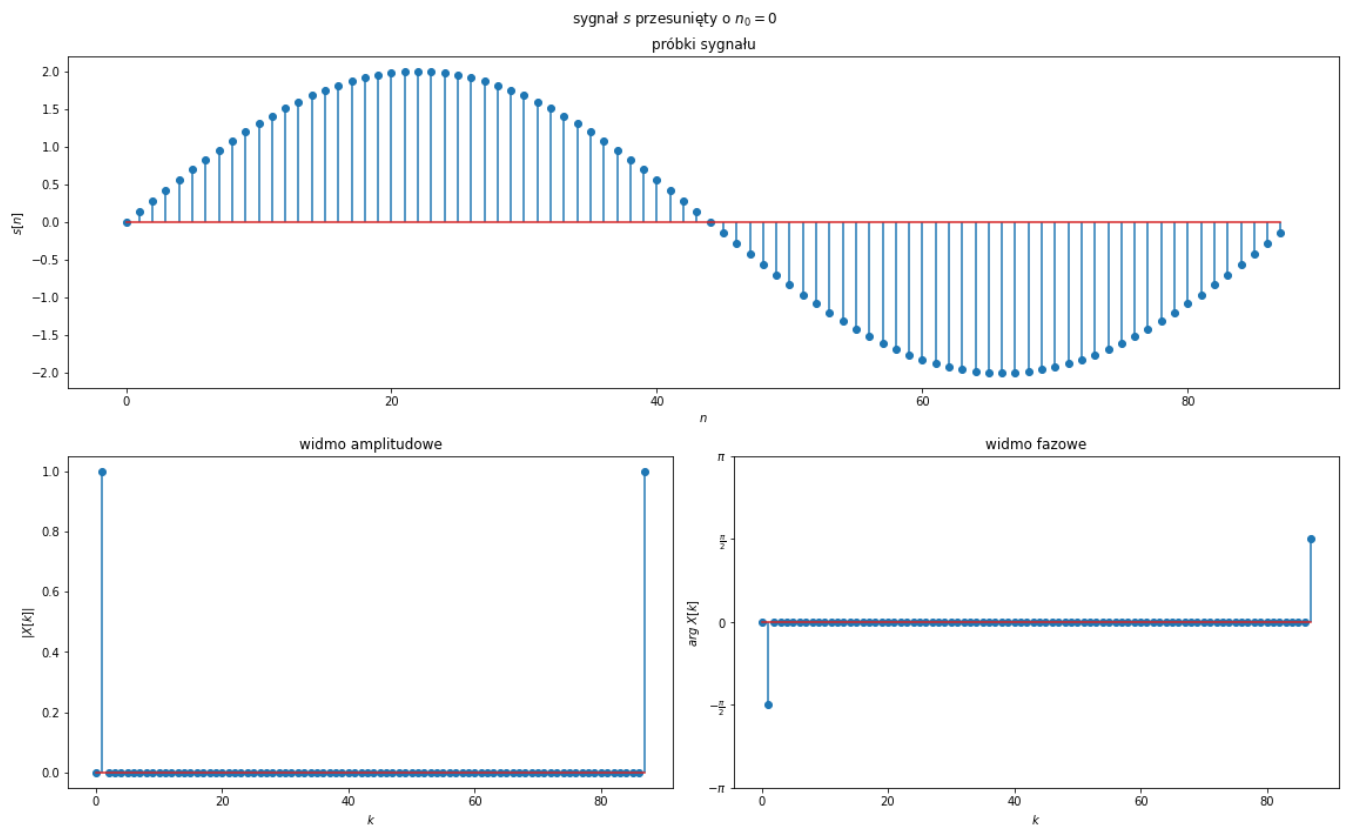 sygnał s przesunięty o n₀ = 0
próbki sygnału
2.0
1.5
1.0
0.5
0.0
−0.5
−1.0
−1.5
−2.0
s[n]
0 20 40 60 80
n
widmo amplitudowe
1.0
0.8
0.6
0.4
0.2
0.0
|X[k]|
0 20 40 60 80
k
widmo fazowe
π
π/2
0
−π/2
−π
arg X[k]
0 20 40 60 80
k